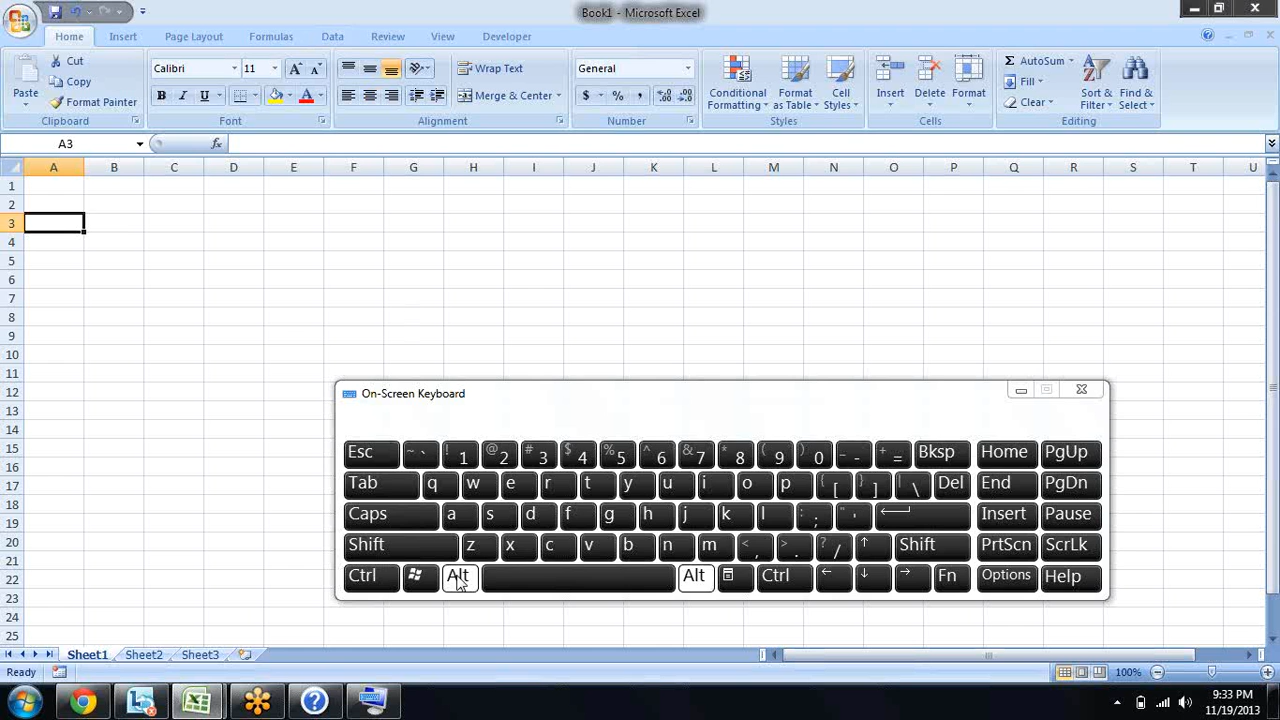 Book1 - Microsoft Excel
Home Insert Page Layout Formulas Data Review View Developer
Paste
Cut
Copy
Format Painter
Clipboard
Calibri 11
B I U
Font
Wrap Text
Merge & Center
Alignment
General
$ % ,
Number
Conditional Formatting
Format as Table
Cell Styles
Styles
Insert
Delete
Format
Cells
Σ AutoSum
Fill
Clear
Sort & Filter
Find & Select
Editing
A3 fx
A B C D E F G H I J K L M N O P Q R S T U
1
2
3
4
5
6
7
8
9
10
11
12
13
14
15
16
17
18
19
20
21
22
23
24
25
On-Screen Keyboard
Esc ~ ` ! 1 @ 2 # 3 $ 4 % 5 ^ 6 & 7 * 8 ( 9 ) 0 _ - + = Bksp Home PgUp
Tab q w e r t y u i o p { [ } ] | \ Del End PgDn
Caps a s d f g h j k l : ; " ' Insert Pause
Shift z x c v b n m < , > . ? / ↑ Shift PrtScn ScrLk
Ctrl Alt Alt Ctrl ← ↓ → Fn Options Help
Sheet1 Sheet2 Sheet3
Ready 100%
9:33 PM
11/19/2013